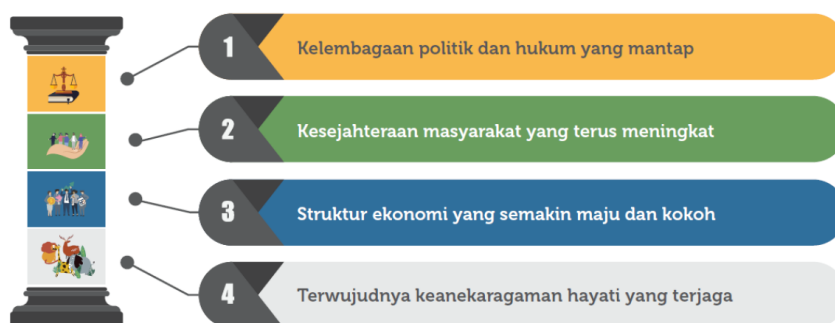 1
Kelembagaan politik dan hukum yang mantap
2
Kesejahteraan masyarakat yang terus meningkat
3
Struktur ekonomi yang semakin maju dan kokoh
4
Terwujudnya keanekaragaman hayati yang terjaga